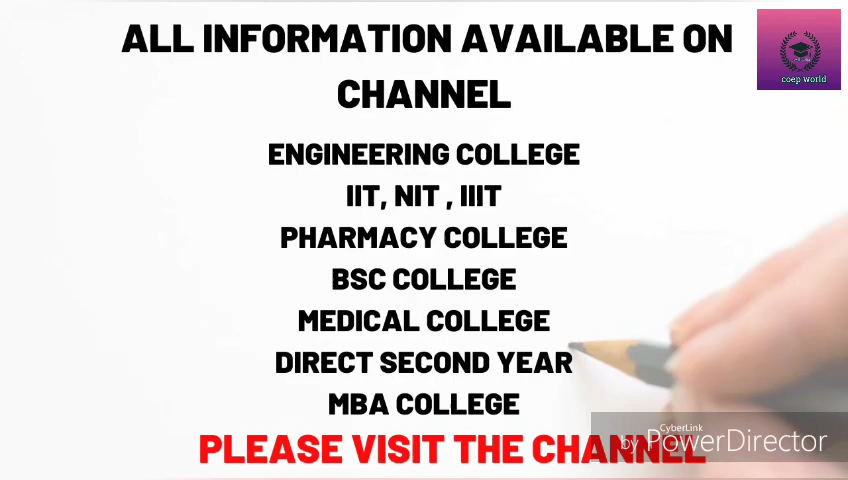 ALL INFORMATION AVAILABLE ON
CHANNEL
coep world
ENGINEERING COLLEGE
IIT, NIT , IIIT
PHARMACY COLLEGE
BSC COLLEGE
MEDICAL COLLEGE
DIRECT SECOND YEAR
MBA COLLEGE
PLEASE VISIT THE CHANNEL
CyberLink
by PowerDirector